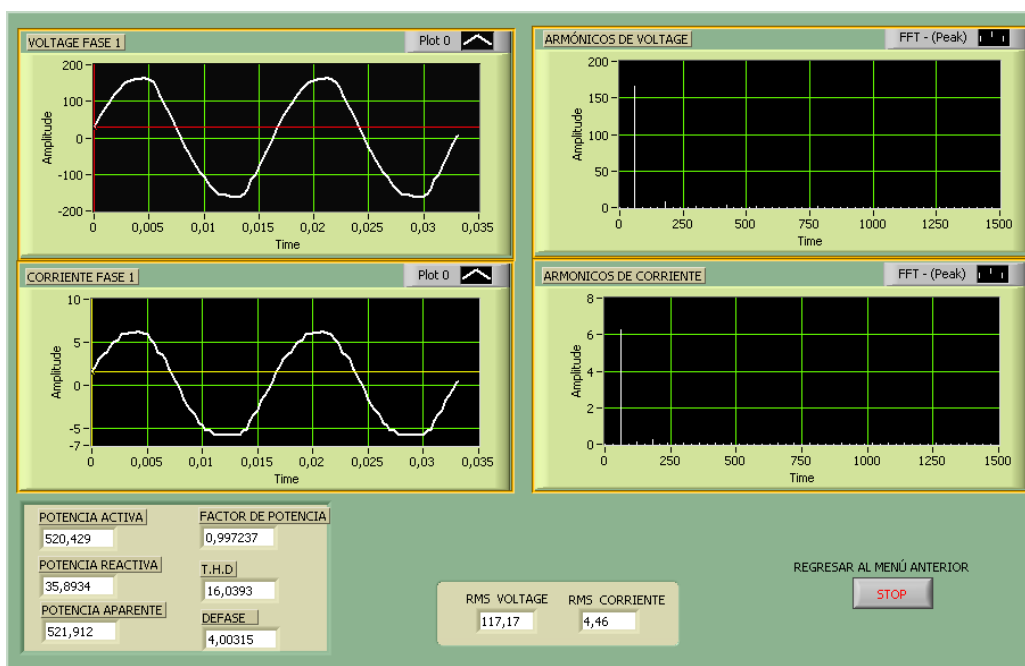 VOLTAGE FASE 1
Plot 0
200
100
0
-100
-200
Amplitude
0 0,005 0,01 0,015 0,02 0,025 0,03 0,035
Time
ARMÓNICOS DE VOLTAGE
FFT - (Peak)
200
150
100
50
0
Amplitude
0 250 500 750 1000 1250 1500
Time
CORRIENTE FASE 1
Plot 0
10
5
0
-5
-7
Amplitude
0 0,005 0,01 0,015 0,02 0,025 0,03 0,035
Time
ARMONICOS DE CORRIENTE
FFT - (Peak)
8
6
4
2
0
Amplitude
0 250 500 750 1000 1250 1500
Time
POTENCIA ACTIVA
520,429
FACTOR DE POTENCIA
0,997237
POTENCIA REACTIVA
35,8934
T.H.D
16,0393
POTENCIA APARENTE
521,912
DEFASE
4,00315
RMS VOLTAGE
117,17
RMS CORRIENTE
4,46
REGRESAR AL MENÚ ANTERIOR
STOP